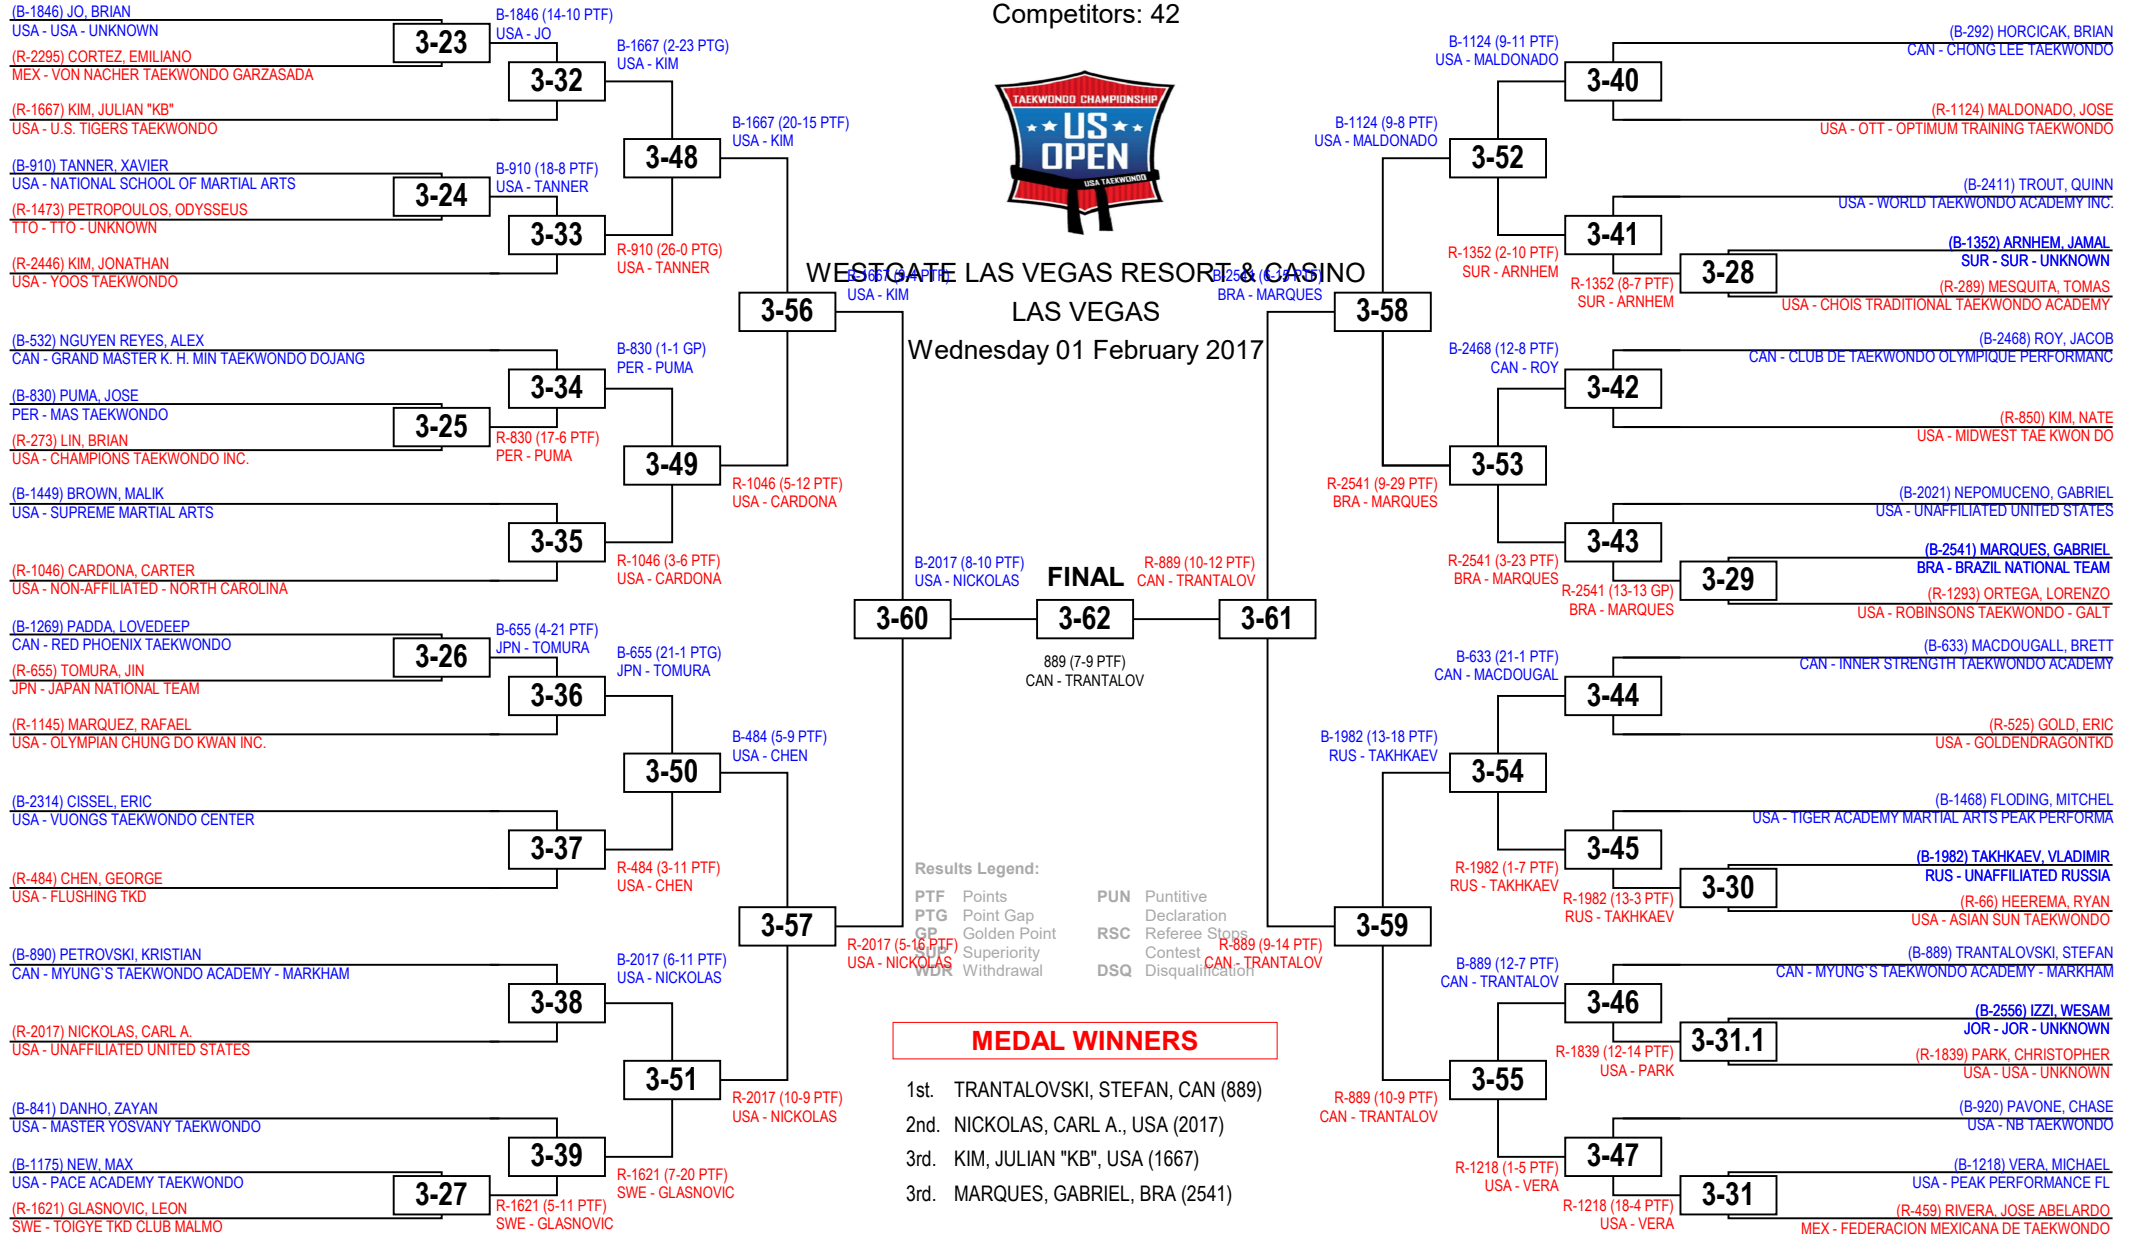 Competitors: 42
TAEKWONDO CHAMPIONSHIP
US
OPEN
USA TAEKWONDO
WESTGATE LAS VEGAS RESORT & CASINO
LAS VEGAS
Wednesday 01 February 2017
(B-1846) JO, BRIAN
USA - USA - UNKNOWN
(R-2295) CORTEZ, EMILIANO
MEX - VON NACHER TAEKWONDO GARZASADA
(R-1667) KIM, JULIAN "KB"
USA - U.S. TIGERS TAEKWONDO
(B-910) TANNER, XAVIER
USA - NATIONAL SCHOOL OF MARTIAL ARTS
(R-1473) PETROPOULOS, ODYSSEUS
TTO - TTO - UNKNOWN
(R-2446) KIM, JONATHAN
USA - YOOS TAEKWONDO
(B-532) NGUYEN REYES, ALEX
CAN - GRAND MASTER K. H. MIN TAEKWONDO DOJANG
(B-830) PUMA, JOSE
PER - MAS TAEKWONDO
(R-273) LIN, BRIAN
USA - CHAMPIONS TAEKWONDO INC.
(B-1449) BROWN, MALIK
USA - SUPREME MARTIAL ARTS
(R-1046) CARDONA, CARTER
USA - NON-AFFILIATED - NORTH CAROLINA
(B-1269) PADDA, LOVEDEEP
CAN - RED PHOENIX TAEKWONDO
(R-655) TOMURA, JIN
JPN - JAPAN NATIONAL TEAM
(R-1145) MARQUEZ, RAFAEL
USA - OLYMPIAN CHUNG DO KWAN INC.
(B-2314) CISSEL, ERIC
USA - VUONGS TAEKWONDO CENTER
(R-484) CHEN, GEORGE
USA - FLUSHING TKD
(B-890) PETROVSKI, KRISTIAN
CAN - MYUNG`S TAEKWONDO ACADEMY - MARKHAM
(R-2017) NICKOLAS, CARL A.
USA - UNAFFILIATED UNITED STATES
(B-841) DANHO, ZAYAN
USA - MASTER YOSVANY TAEKWONDO
(B-1175) NEW, MAX
USA - PACE ACADEMY TAEKWONDO
(R-1621) GLASNOVIC, LEON
SWE - TOIGYE TKD CLUB MALMO
3-23
3-24
3-25
3-26
3-27
B-1846 (14-10 PTF)
USA - JO
B-910 (18-8 PTF)
USA - TANNER
R-830 (17-6 PTF)
PER - PUMA
B-655 (4-21 PTF)
JPN - TOMURA
R-1621 (5-11 PTF)
SWE - GLASNOVIC
3-32
3-33
3-34
3-35
3-36
3-37
3-38
3-39
B-1667 (2-23 PTG)
USA - KIM
R-910 (26-0 PTG)
USA - TANNER
B-830 (1-1 GP)
PER - PUMA
R-1046 (3-6 PTF)
USA - CARDONA
B-655 (21-1 PTG)
JPN - TOMURA
R-484 (3-11 PTF)
USA - CHEN
B-2017 (6-11 PTF)
USA - NICKOLAS
R-1621 (7-20 PTF)
SWE - GLASNOVIC
3-48
3-49
3-50
3-51
B-1667 (20-15 PTF)
USA - KIM
R-1046 (5-12 PTF)
USA - CARDONA
B-484 (5-9 PTF)
USA - CHEN
R-2017 (10-9 PTF)
USA - NICKOLAS
3-56
3-57
B-1667 (9-4 PTF)
USA - KIM
R-2017 (5-16 PTF)
USA - NICKOLAS
3-60
B-2017 (8-10 PTF)
USA - NICKOLAS
FINAL
3-62
889 (7-9 PTF)
CAN - TRANTALOV
R-889 (10-12 PTF)
CAN - TRANTALOV
3-61
BRA - MARQUES
R-889 (9-14 PTF)
CAN - TRANTALOV
3-58
3-59
B-1124 (9-8 PTF)
USA - MALDONADO
R-2541 (9-29 PTF)
BRA - MARQUES
B-1982 (13-18 PTF)
RUS - TAKHKAEV
R-889 (10-9 PTF)
CAN - TRANTALOV
3-52
3-53
3-54
3-55
B-1124 (9-11 PTF)
USA - MALDONADO
R-1352 (2-10 PTF)
SUR - ARNHEM
B-2468 (12-8 PTF)
CAN - ROY
R-2541 (3-23 PTF)
BRA - MARQUES
B-633 (21-1 PTF)
CAN - MACDOUGAL
R-1982 (1-7 PTF)
RUS - TAKHKAEV
B-889 (12-7 PTF)
CAN - TRANTALOV
R-1218 (1-5 PTF)
USA - VERA
3-40
3-41
3-42
3-43
3-44
3-45
3-46
3-47
R-1352 (8-7 PTF)
SUR - ARNHEM
R-2541 (13-13 GP)
BRA - MARQUES
R-1982 (13-3 PTF)
RUS - TAKHKAEV
R-1839 (12-14 PTF)
USA - PARK
R-1218 (18-4 PTF)
USA - VERA
3-28
3-29
3-30
3-31.1
3-31
(B-292) HORCICAK, BRIAN
CAN - CHONG LEE TAEKWONDO
(R-1124) MALDONADO, JOSE
USA - OTT - OPTIMUM TRAINING TAEKWONDO
(B-2411) TROUT, QUINN
USA - WORLD TAEKWONDO ACADEMY INC.
(B-1352) ARNHEM, JAMAL
SUR - SUR - UNKNOWN
(R-289) MESQUITA, TOMAS
USA - CHOIS TRADITIONAL TAEKWONDO ACADEMY
(B-2468) ROY, JACOB
CAN - CLUB DE TAEKWONDO OLYMPIQUE PERFORMANC
(R-850) KIM, NATE
USA - MIDWEST TAE KWON DO
(B-2021) NEPOMUCENO, GABRIEL
USA - UNAFFILIATED UNITED STATES
(B-2541) MARQUES, GABRIEL
BRA - BRAZIL NATIONAL TEAM
(R-1293) ORTEGA, LORENZO
USA - ROBINSONS TAEKWONDO - GALT
(B-633) MACDOUGALL, BRETT
CAN - INNER STRENGTH TAEKWONDO ACADEMY
(R-525) GOLD, ERIC
USA - GOLDENDRAGONTKD
(B-1468) FLODING, MITCHEL
USA - TIGER ACADEMY MARTIAL ARTS PEAK PERFORMA
(B-1982) TAKHKAEV, VLADIMIR
RUS - UNAFFILIATED RUSSIA
(R-66) HEEREMA, RYAN
USA - ASIAN SUN TAEKWONDO
(B-889) TRANTALOVSKI, STEFAN
CAN - MYUNG`S TAEKWONDO ACADEMY - MARKHAM
(B-2556) IZZI, WESAM
JOR - JOR - UNKNOWN
(R-1839) PARK, CHRISTOPHER
USA - USA - UNKNOWN
(B-920) PAVONE, CHASE
USA - NB TAEKWONDO
(B-1218) VERA, MICHAEL
USA - PEAK PERFORMANCE FL
(R-459) RIVERA, JOSE ABELARDO
MEX - FEDERACION MEXICANA DE TAEKWONDO
Results Legend:
PTF Points
PTG Point Gap
GP Golden Point
SUP Superiority
WDR Withdrawal
PUN Puntitive
Declaration
RSC Referee Stops
Contest
DSQ Disqualification
MEDAL WINNERS
1st. TRANTALOVSKI, STEFAN, CAN (889)
2nd. NICKOLAS, CARL A., USA (2017)
3rd. KIM, JULIAN "KB", USA (1667)
3rd. MARQUES, GABRIEL, BRA (2541)